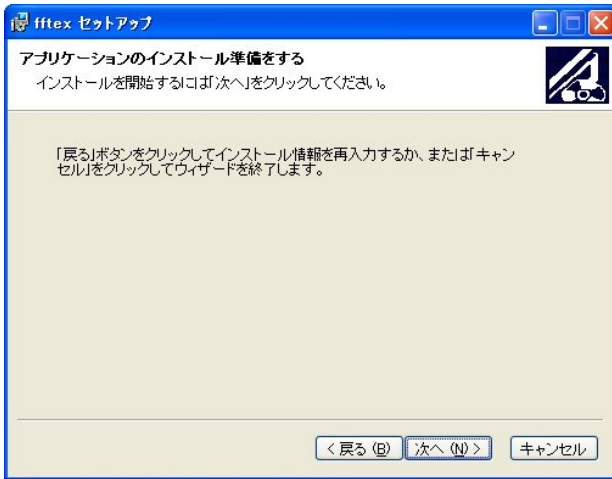 fftex セットアップ
アプリケーションのインストール準備をする
インストールを開始するには「次へ」をクリックしてください。
「戻る」ボタンをクリックしてインストール情報を再入力するか、または「キャン
セル」をクリックしてウィザードを終了します。
< 戻る (B)
次へ (N) >
キャンセル